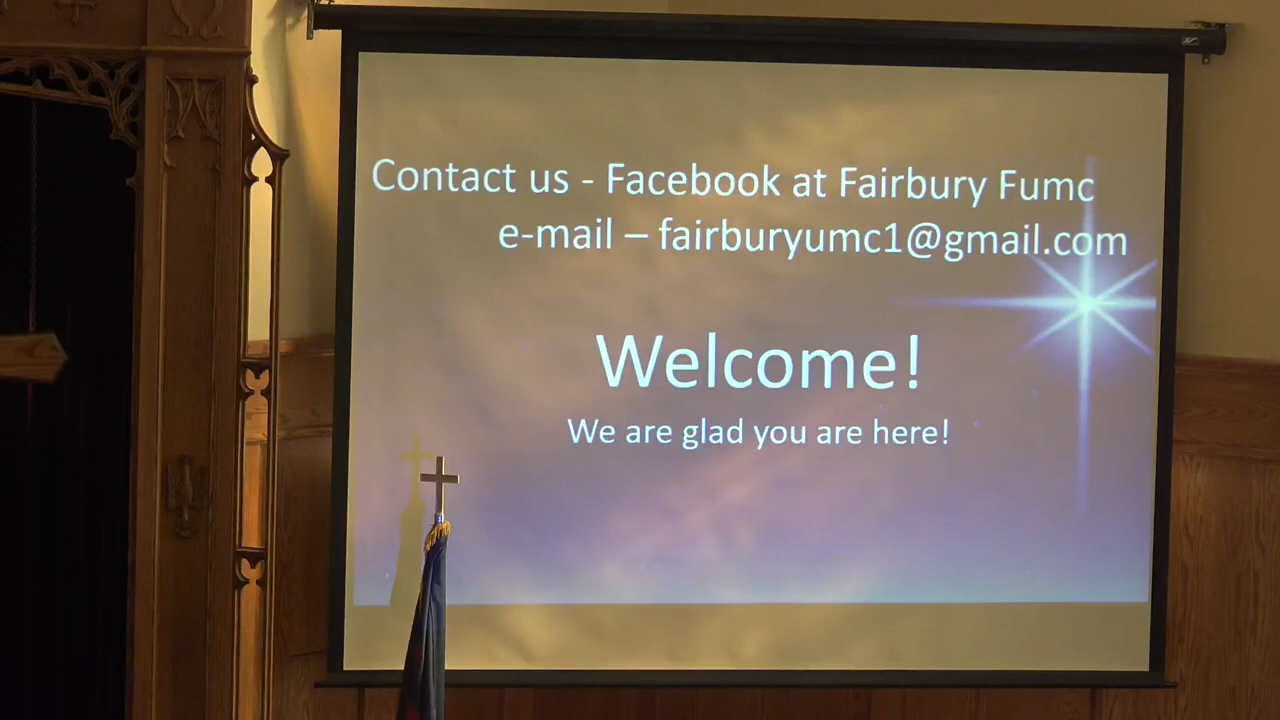 Contact us - Facebook at Fairbury Fumc
e-mail – fairburyumc1@gmail.com
Welcome!
We are glad you are here!